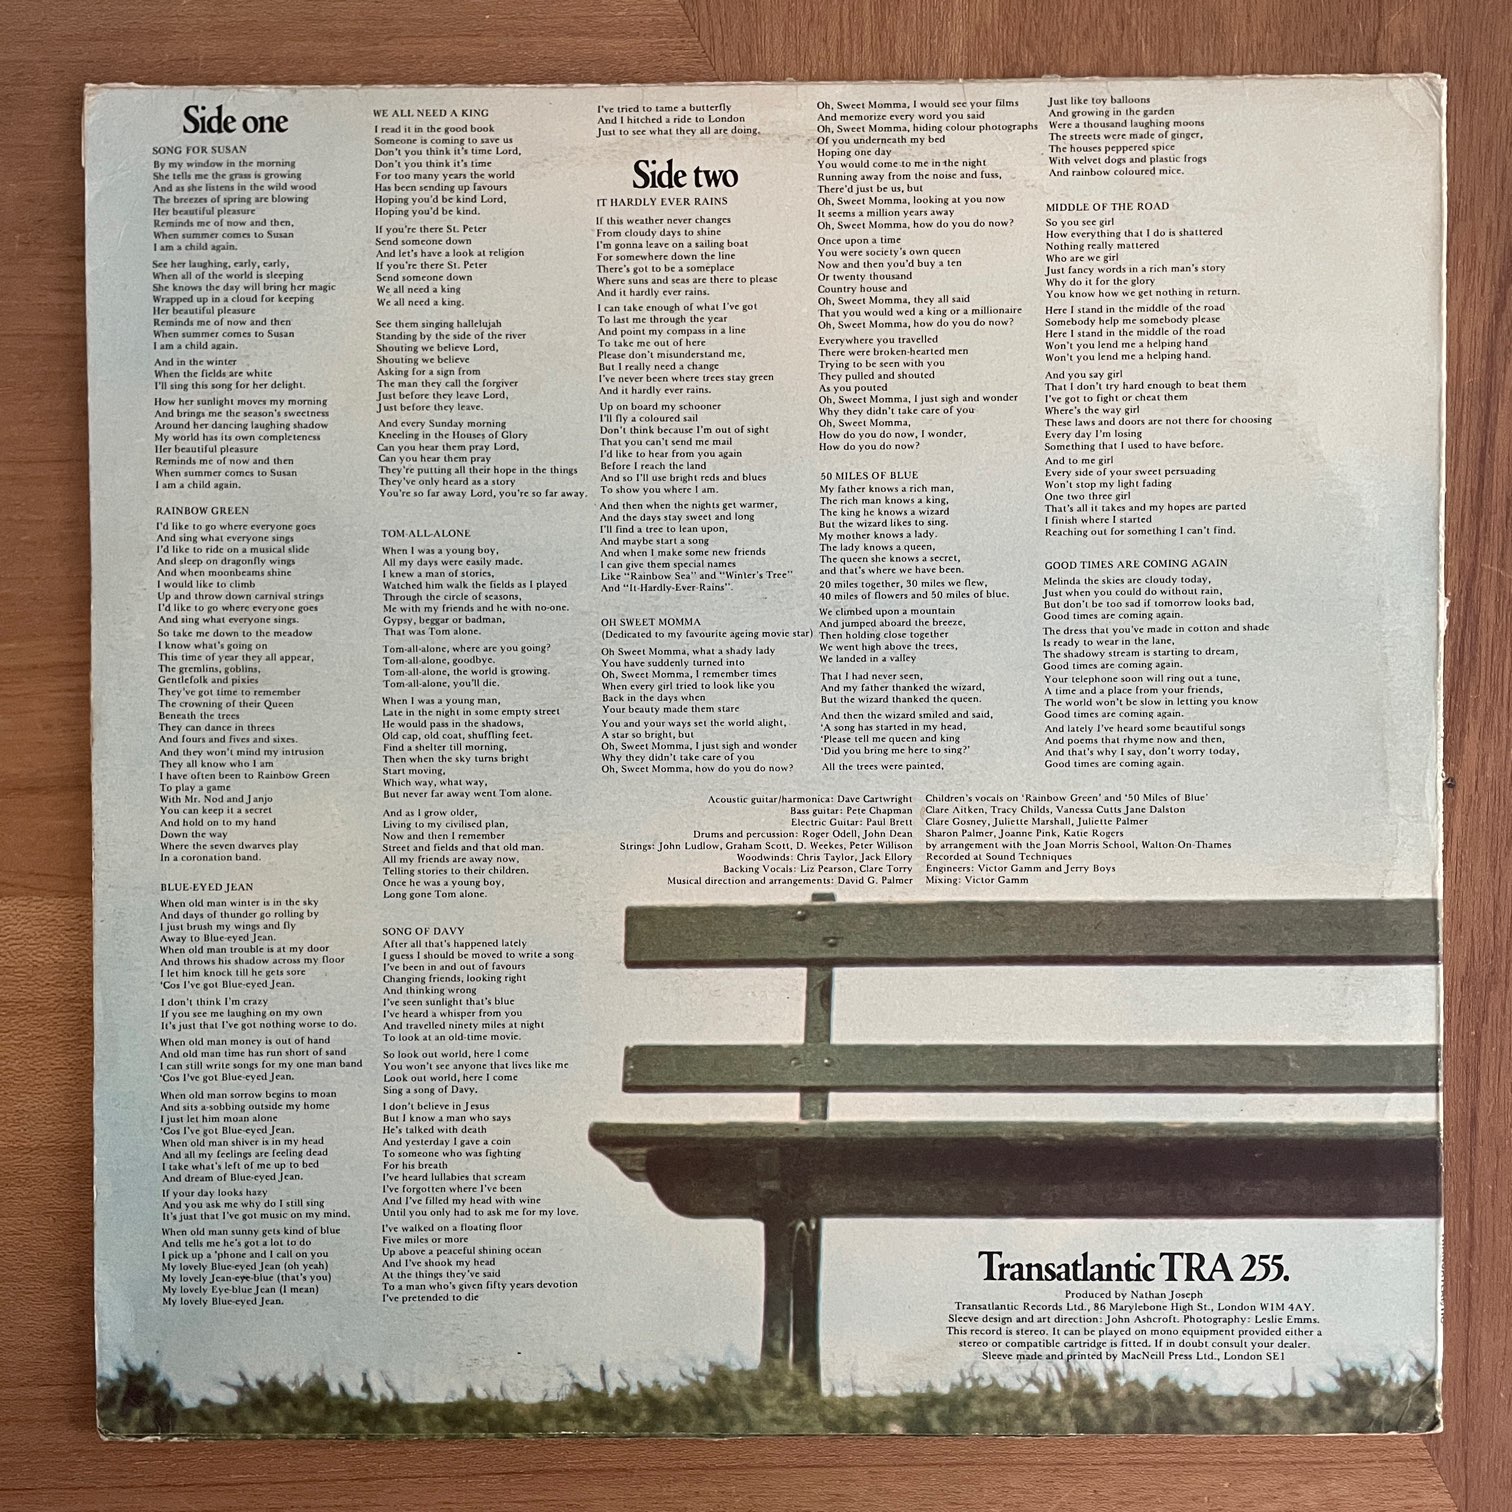 Side one
SONG FOR SUSAN
By my window in the morning
She tells me the grass is growing
And as she listens in the wild wood
The breezes of spring are blowing
Her beautiful pleasure
Reminds me of now and then,
When summer comes to Susan
I am a child again.
See her laughing, early, early,
When all of the world is sleeping
She knows the day will bring her magic
Wrapped up in a cloud for keeping
Her beautiful pleasure
Reminds me of now and then
When summer comes to Susan
I am a child again.
And in the winter
When the fields are white
I'll sing this song for her delight.
How her sunlight moves my morning
And brings me the season's sweetness
Around her dancing laughing shadow
My world has its own completeness
Her beautiful pleasure
Reminds me of now and then
When summer comes to Susan
I am a child again.
RAINBOW GREEN
I'd like to go where everyone goes
And sing what everyone sings
I'd like to ride on a musical slide
And sleep on dragonfly wings
And when moonbeams shine
I would like to climb
Up and throw down carnival strings
I'd like to go where everyone goes
And sing what everyone sings.
So take me down to the meadow
I know what's going on
This time of year they all appear,
The gremlins, goblins,
Gentlefolk and pixies
They've got time to remember
The crowning of their Queen
Beneath the trees
They can dance in threes
And fours and fives and sixes.
And they won't mind my intrusion
They all know who I am
I have often been to Rainbow Green
To play a game
With Mr. Nod and Janjo
You can keep it a secret
And hold on to my hand
Down the way
Where the seven dwarves play
In a coronation band.
BLUE-EYED JEAN
When old man winter is in the sky
And days of thunder go rolling by
I just brush my wings and fly
Away to Blue-eyed Jean.
When old man trouble is at my door
And throws his shadow across my floor
I let him knock till he gets sore
'Cos I've got Blue-eyed Jean.
I don't think I'm crazy
If you see me laughing on my own
It's just that I've got nothing worse to do.
When old man money is out of hand
And old man time has run short of sand
I can still write songs for my one man band
'Cos I've got Blue-eyed Jean.
When old man sorrow begins to moan
And sits a-sobbing outside my home
I just let him moan alone
'Cos I've got Blue-eyed Jean.
When old man shiver is in my head
And all my feelings are feeling dead
I take what's left of me up to bed
And dream of Blue-eyed Jean.
If your day looks hazy
And you ask me why do I still sing
It's just that I've got music on my mind.
When old man sunny gets kind of blue
And tells me he's got a lot to do
I pick up a 'phone and I call on you
My lovely Blue-eyed Jean (oh yeah)
My lovely Jean-eye-blue (that's you)
My lovely Eye-blue Jean (I mean)
My lovely Blue-eyed Jean.
WE ALL NEED A KING
I read it in the good book
Someone is coming to save us
Don't you think it's time Lord,
Don't you think it's time
For too many years the world
Has been sending up favours
Hoping you'd be kind Lord,
Hoping you'd be kind.
If you're there St. Peter
Send someone down
And let's have a look at religion
If you're there St. Peter
Send someone down
We all need a king
We all need a king.
See them singing hallelujah
Standing by the side of the river
Shouting we believe Lord,
Shouting we believe
Asking for a sign from
The man they call the forgiver
Just before they leave Lord,
Just before they leave.
And every Sunday morning
Kneeling in the Houses of Glory
Can you hear them pray Lord,
Can you hear them pray
They're putting all their hope in the things
They've only heard as a story
You're so far away Lord, you're so far away.
TOM-ALL-ALONE
When I was a young boy,
All my days were easily made.
I knew a man of stories,
Watched him walk the fields as I played
Through the circle of seasons,
Me with my friends and he with no-one.
Gypsy, beggar or badman,
That was Tom alone.
Tom-all-alone, where are you going?
Tom-all-alone, goodbye.
Tom-all-alone, the world is growing.
Tom-all-alone, you'll die.
When I was a young man,
Late in the night in some empty street
He would pass in the shadows,
Old cap, old coat, shuffling feet.
Find a shelter till morning,
Then when the sky turns bright
Start moving,
Which way, what way,
But never far away went Tom alone.
And as I grow older,
Living to my civilised plan,
Now and then I remember
Street and fields and that old man.
All my friends are away now,
Telling stories to their children.
Once he was a young boy,
Long gone Tom alone.
SONG OF DAVY
After all that's happened lately
I guess I should be moved to write a song
I've been in and out of favours
Changing friends, looking right
And thinking wrong
I've seen sunlight that's blue
I've heard a whisper from you
And travelled ninety miles at night
To look at an old-time movie.
So look out world, here I come
You won't see anyone that lives like me
Look out world, here I come
Sing a song of Davy.
I don't believe in Jesus
But I know a man who says
He's talked with death
And yesterday I gave a coin
To someone who was fighting
For his breath
I've heard lullabies that scream
I've forgotten where I've been
And I've filled my head with wine
Until you only had to ask me for my love.
I've walked on a floating floor
Five miles or more
Up above a peaceful shining ocean
And I've shook my head
At the things they've said
To a man who's given fifty years devotion
I've pretended to die
I've tried to tame a butterfly
And I hitched a ride to London
Just to see what they all are doing.
Side two
IT HARDLY EVER RAINS
If this weather never changes
From cloudy days to shine
I'm gonna leave on a sailing boat
For somewhere down the line
There's got to be a someplace
Where suns and seas are there to please
And it hardly ever rains.
I can take enough of what I've got
To last me through the year
And point my compass in a line
To take me out of here
Please don't misunderstand me,
But I really need a change
I've never been where trees stay green
And it hardly ever rains.
Up on board my schooner
I'll fly a coloured sail
Don't think because I'm out of sight
That you can't send me mail
I'd like to hear from you again
Before I reach the land
And so I'll use bright reds and blues
To show you where I am.
And then when the nights get warmer,
And the days stay sweet and long
I'll find a tree to lean upon,
And maybe start a song
And when I make some new friends
I can give them special names
Like "Rainbow Sea" and "Winter's Tree"
And "It-Hardly-Ever-Rains".
OH SWEET MOMMA
(Dedicated to my favourite ageing movie star)
Oh Sweet Momma, what a shady lady
You have suddenly turned into
Oh, Sweet Momma, I remember times
When every girl tried to look like you
Back in the days when
Your beauty made them stare
You and your ways set the world alight,
A star so bright, but
Oh, Sweet Momma, I just sigh and wonder
Why they didn't take care of you
Oh, Sweet Momma, how do you do now?
Oh, Sweet Momma, I would see your films
And memorize every word you said
Oh, Sweet Momma, hiding colour photographs
Of you underneath my bed
Hoping one day
You would come to me in the night
Running away from the noise and fuss,
There'd just be us, but
Oh, Sweet Momma, looking at you now
It seems a million years away
Oh, Sweet Momma, how do you do now?
Once upon a time
You were society's own queen
Now and then you'd buy a ten
Or twenty thousand
Country house and
Oh, Sweet Momma, they all said
That you would wed a king or a millionaire
Oh, Sweet Momma, how do you do now?
Everywhere you travelled
There were broken-hearted men
Trying to be seen with you
They pulled and shouted
As you pouted
Oh, Sweet Momma, I just sigh and wonder
Why they didn't take care of you
Oh, Sweet Momma,
How do you do now, I wonder,
How do you do now?
50 MILES OF BLUE
My father knows a rich man,
The rich man knows a king,
The king he knows a wizard
But the wizard likes to sing.
My mother knows a lady.
The lady knows a queen,
The queen she knows a secret,
and that's where we have been.
20 miles together, 30 miles we flew,
40 miles of flowers and 50 miles of blue.
We climbed upon a mountain
And jumped aboard the breeze,
Then holding close together
We went high above the trees,
We landed in a valley
That I had never seen,
And my father thanked the wizard,
But the wizard thanked the queen.
And then the wizard smiled and said,
'A song has started in my head,
'Please tell me queen and king
'Did you bring me here to sing?'
All the trees were painted,
Just like toy balloons
And growing in the garden
Were a thousand laughing moons
The streets were made of ginger,
The houses peppered spice
With velvet dogs and plastic frogs
And rainbow coloured mice.
MIDDLE OF THE ROAD
So you see girl
How everything that I do is shattered
Nothing really mattered
Who are we girl
Just fancy words in a rich man's story
Why do it for the glory
You know how we get nothing in return.
Here I stand in the middle of the road
Somebody help me somebody please
Here I stand in the middle of the road
Won't you lend me a helping hand
Won't you lend me a helping hand.
And you say girl
That I don't try hard enough to beat them
I've got to fight or cheat them
Where's the way girl
These laws and doors are not there for choosing
Every day I'm losing
Something that I used to have before.
And to me girl
Every side of your sweet persuading
Won't stop my light fading
One two three girl
That's all it takes and my hopes are parted
I finish where I started
Reaching out for something I can't find.
GOOD TIMES ARE COMING AGAIN
Melinda the skies are cloudy today,
Just when you could do without rain,
But don't be too sad if tomorrow looks bad,
Good times are coming again.
The dress that you've made in cotton and shade
Is ready to wear in the lane,
The shadowy stream is starting to dream,
Good times are coming again.
Your telephone soon will ring out a tune,
A time and a place from your friends,
The world won't be slow in letting you know
Good times are coming again.
And lately I've heard some beautiful songs
And poems that rhyme now and then,
And that's why I say, don't worry today,
Good times are coming again.
Acoustic guitar/harmonica: Dave Cartwright
Bass guitar: Pete Chapman
Electric Guitar: Paul Brett
Drums and percussion: Roger Odell, John Dean
Strings: John Ludlow, Graham Scott, D. Weekes, Peter Willison
Woodwinds: Chris Taylor, Jack Ellory
Backing Vocals: Liz Pearson, Clare Torry
Musical direction and arrangements: David G. Palmer
Children's vocals on 'Rainbow Green' and '50 Miles of Blue'
Clare Aitken, Tracy Childs, Vanessa Cutts Jane Dalston
Clare Gosney, Juliette Marshall, Juliette Palmer
Sharon Palmer, Joanne Pink, Katie Rogers
by arrangement with the Joan Morris School, Walton-On-Thames
Recorded at Sound Techniques
Engineers: Victor Gamm and Jerry Boys
Mixing: Victor Gamm
Transatlantic TRA 255.
Produced by Nathan Joseph
Transatlantic Records Ltd., 86 Marylebone High St., London W1M 4AY.
Sleeve design and art direction: John Ashcroft. Photography: Leslie Emms.
This record is stereo. It can be played on mono equipment provided either a
stereo or compatible cartridge is fitted. If in doubt consult your dealer.
Sleeve made and printed by MacNeill Press Ltd., London SE1